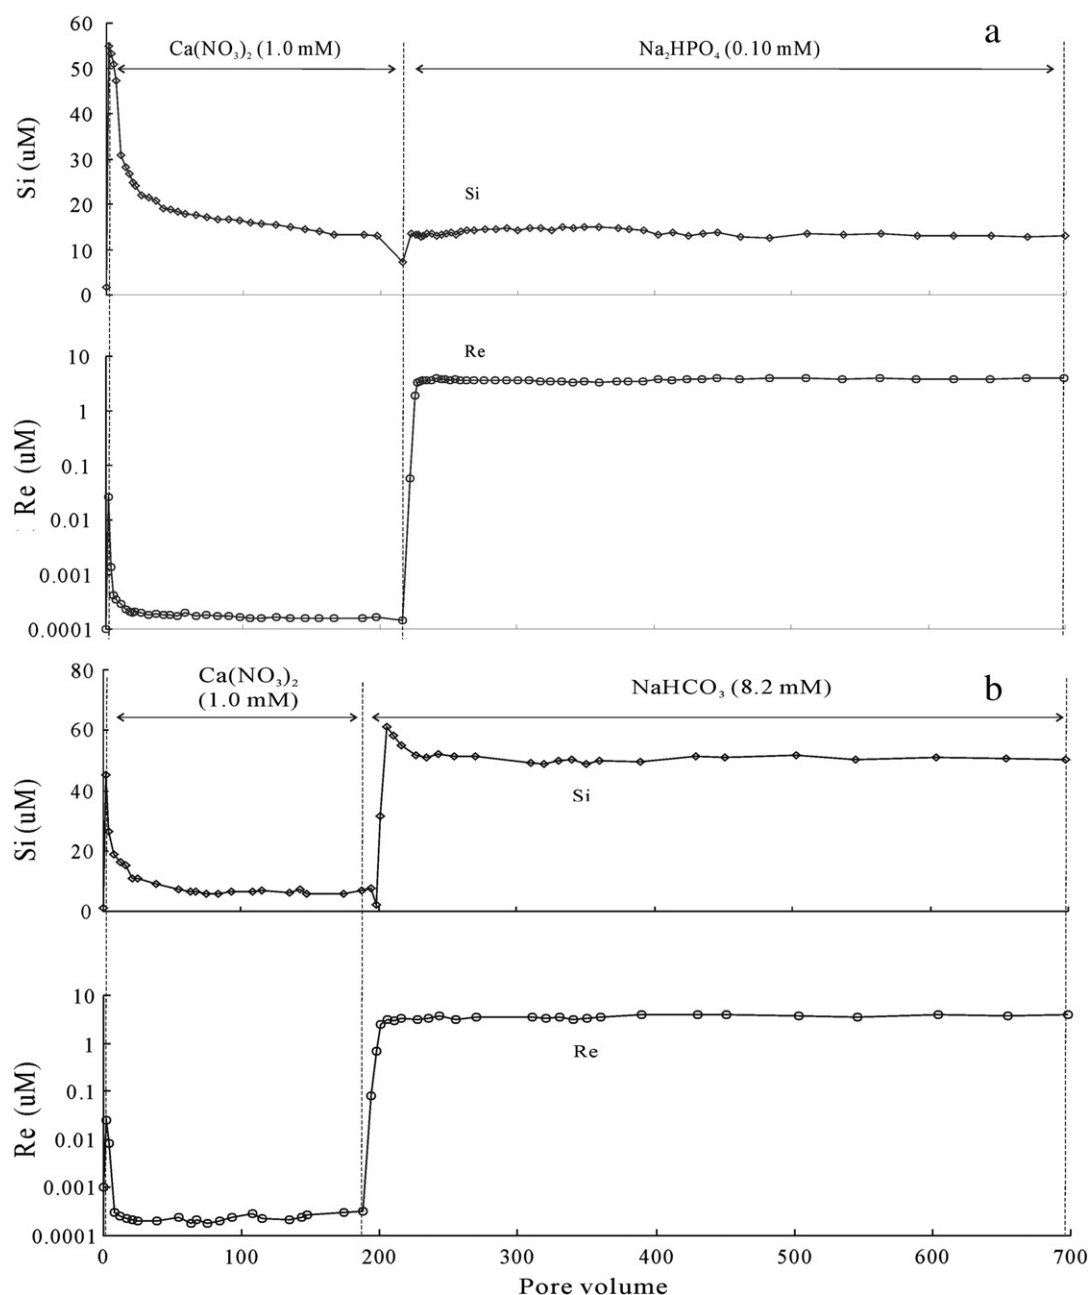 60
a
Ca(NO₃)₂ (1.0 mM)
Na₂HPO₄ (0.10 mM)
50
40
30
20
10
0
Si (uM)
Si
10
1
0.1
0.01
0.001
0.0001
Re (uM)
Re
80
Ca(NO₃)₂
(1.0 mM)
NaHCO₃ (8.2 mM)
b
60
40
20
0
Si (uM)
Si
10
1
0.1
0.01
0.001
0.0001
Re (uM)
Re
0 100 200 300 400 500 600 700
Pore volume